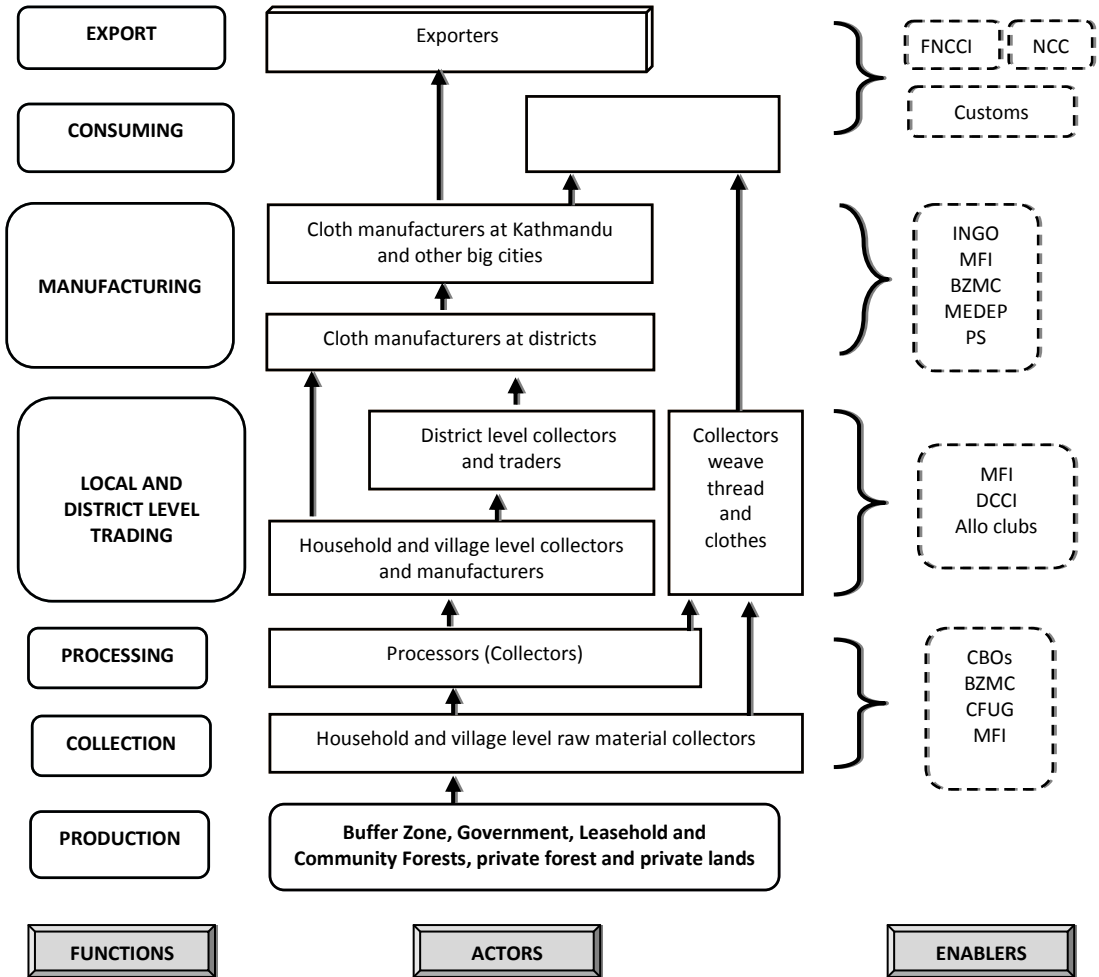 EXPORT
Exporters
FNCCI
NCC
Customs
CONSUMING
MANUFACTURING
Cloth manufacturers at Kathmandu
and other big cities
Cloth manufacturers at districts
INGO
MFI
BZMC
MEDEP
PS
LOCAL AND
DISTRICT LEVEL
TRADING
District level collectors
and traders
Household and village level collectors
and manufacturers
Collectors
weave
thread
and
clothes
MFI
DCCI
Allo clubs
PROCESSING
Processors (Collectors)
COLLECTION
Household and village level raw material collectors
CBOs
BZMC
CFUG
MFI
PRODUCTION
Buffer Zone, Government, Leasehold and
Community Forests, private forest and private lands
FUNCTIONS
ACTORS
ENABLERS